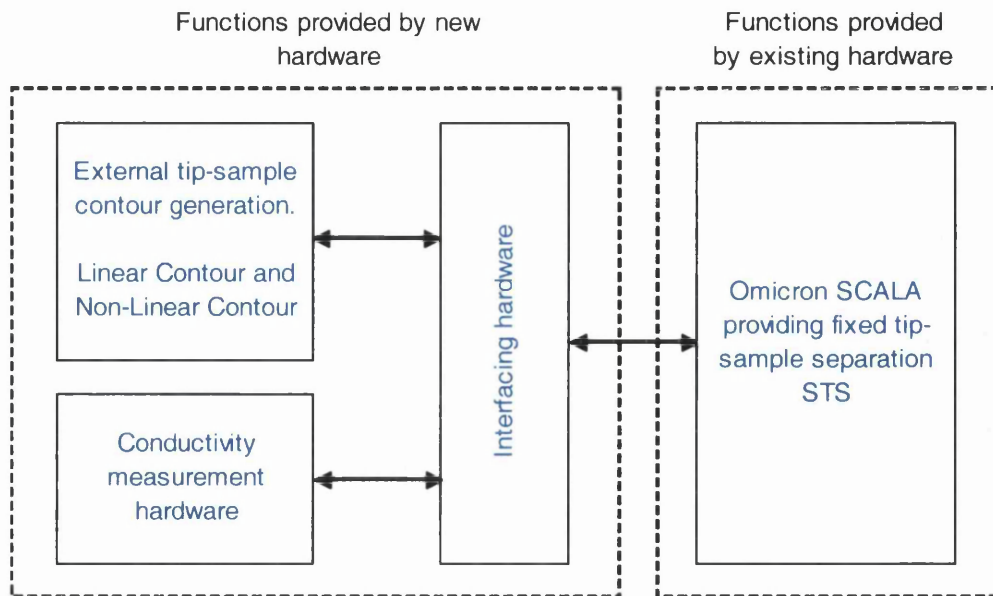 Functions provided by new
hardware
Functions provided
by existing hardware
External tip-sample
contour generation.
Linear Contour and
Non-Linear Contour
Conductivity
measurement
hardware
Interfacing hardware
Omicron SCALA
providing fixed tip-
sample separation
STS